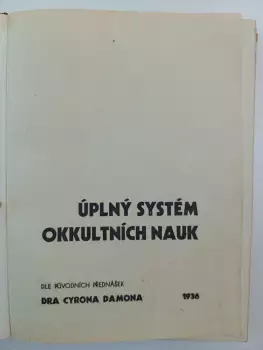 ÚPLNÝ SYSTÉM
OKKULTNÍCH NAUK
DLE PŮVODNÍCH PŘEDNÁŠEK
DRA CYRONA DAMONA 1936